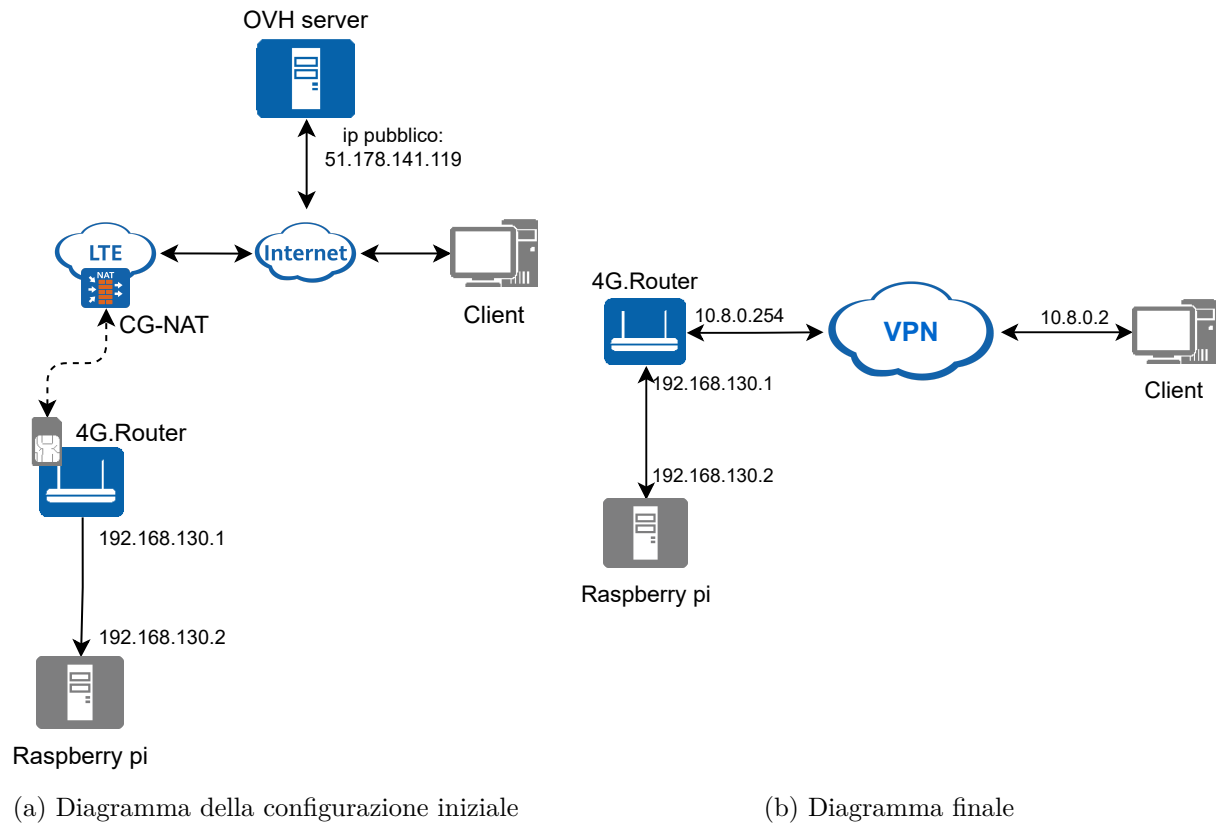 OVH server
ip pubblico:
51.178.141.119
LTE
Internet
NAT
CG-NAT
Client
4G.Router
192.168.130.1
192.168.130.2
Raspberry pi
(a) Diagramma della configurazione iniziale
4G.Router
10.8.0.254
VPN
10.8.0.2
Client
192.168.130.1
192.168.130.2
Raspberry pi
(b) Diagramma finale